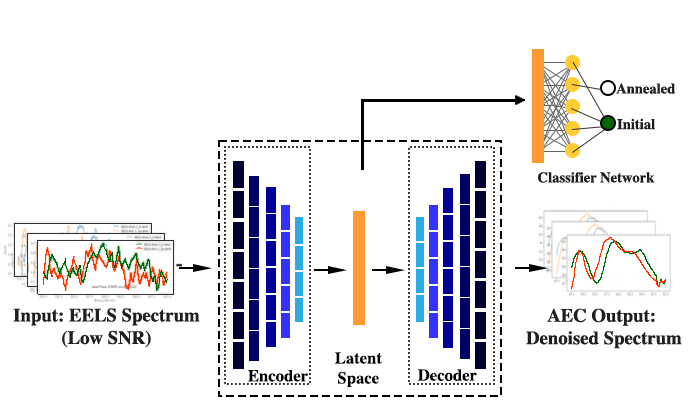 Annealed
Initial
Classifier Network
Input: EELS Spectrum
(Low SNR)
Encoder
Latent
Space
Decoder
AEC Output:
Denoised Spectrum